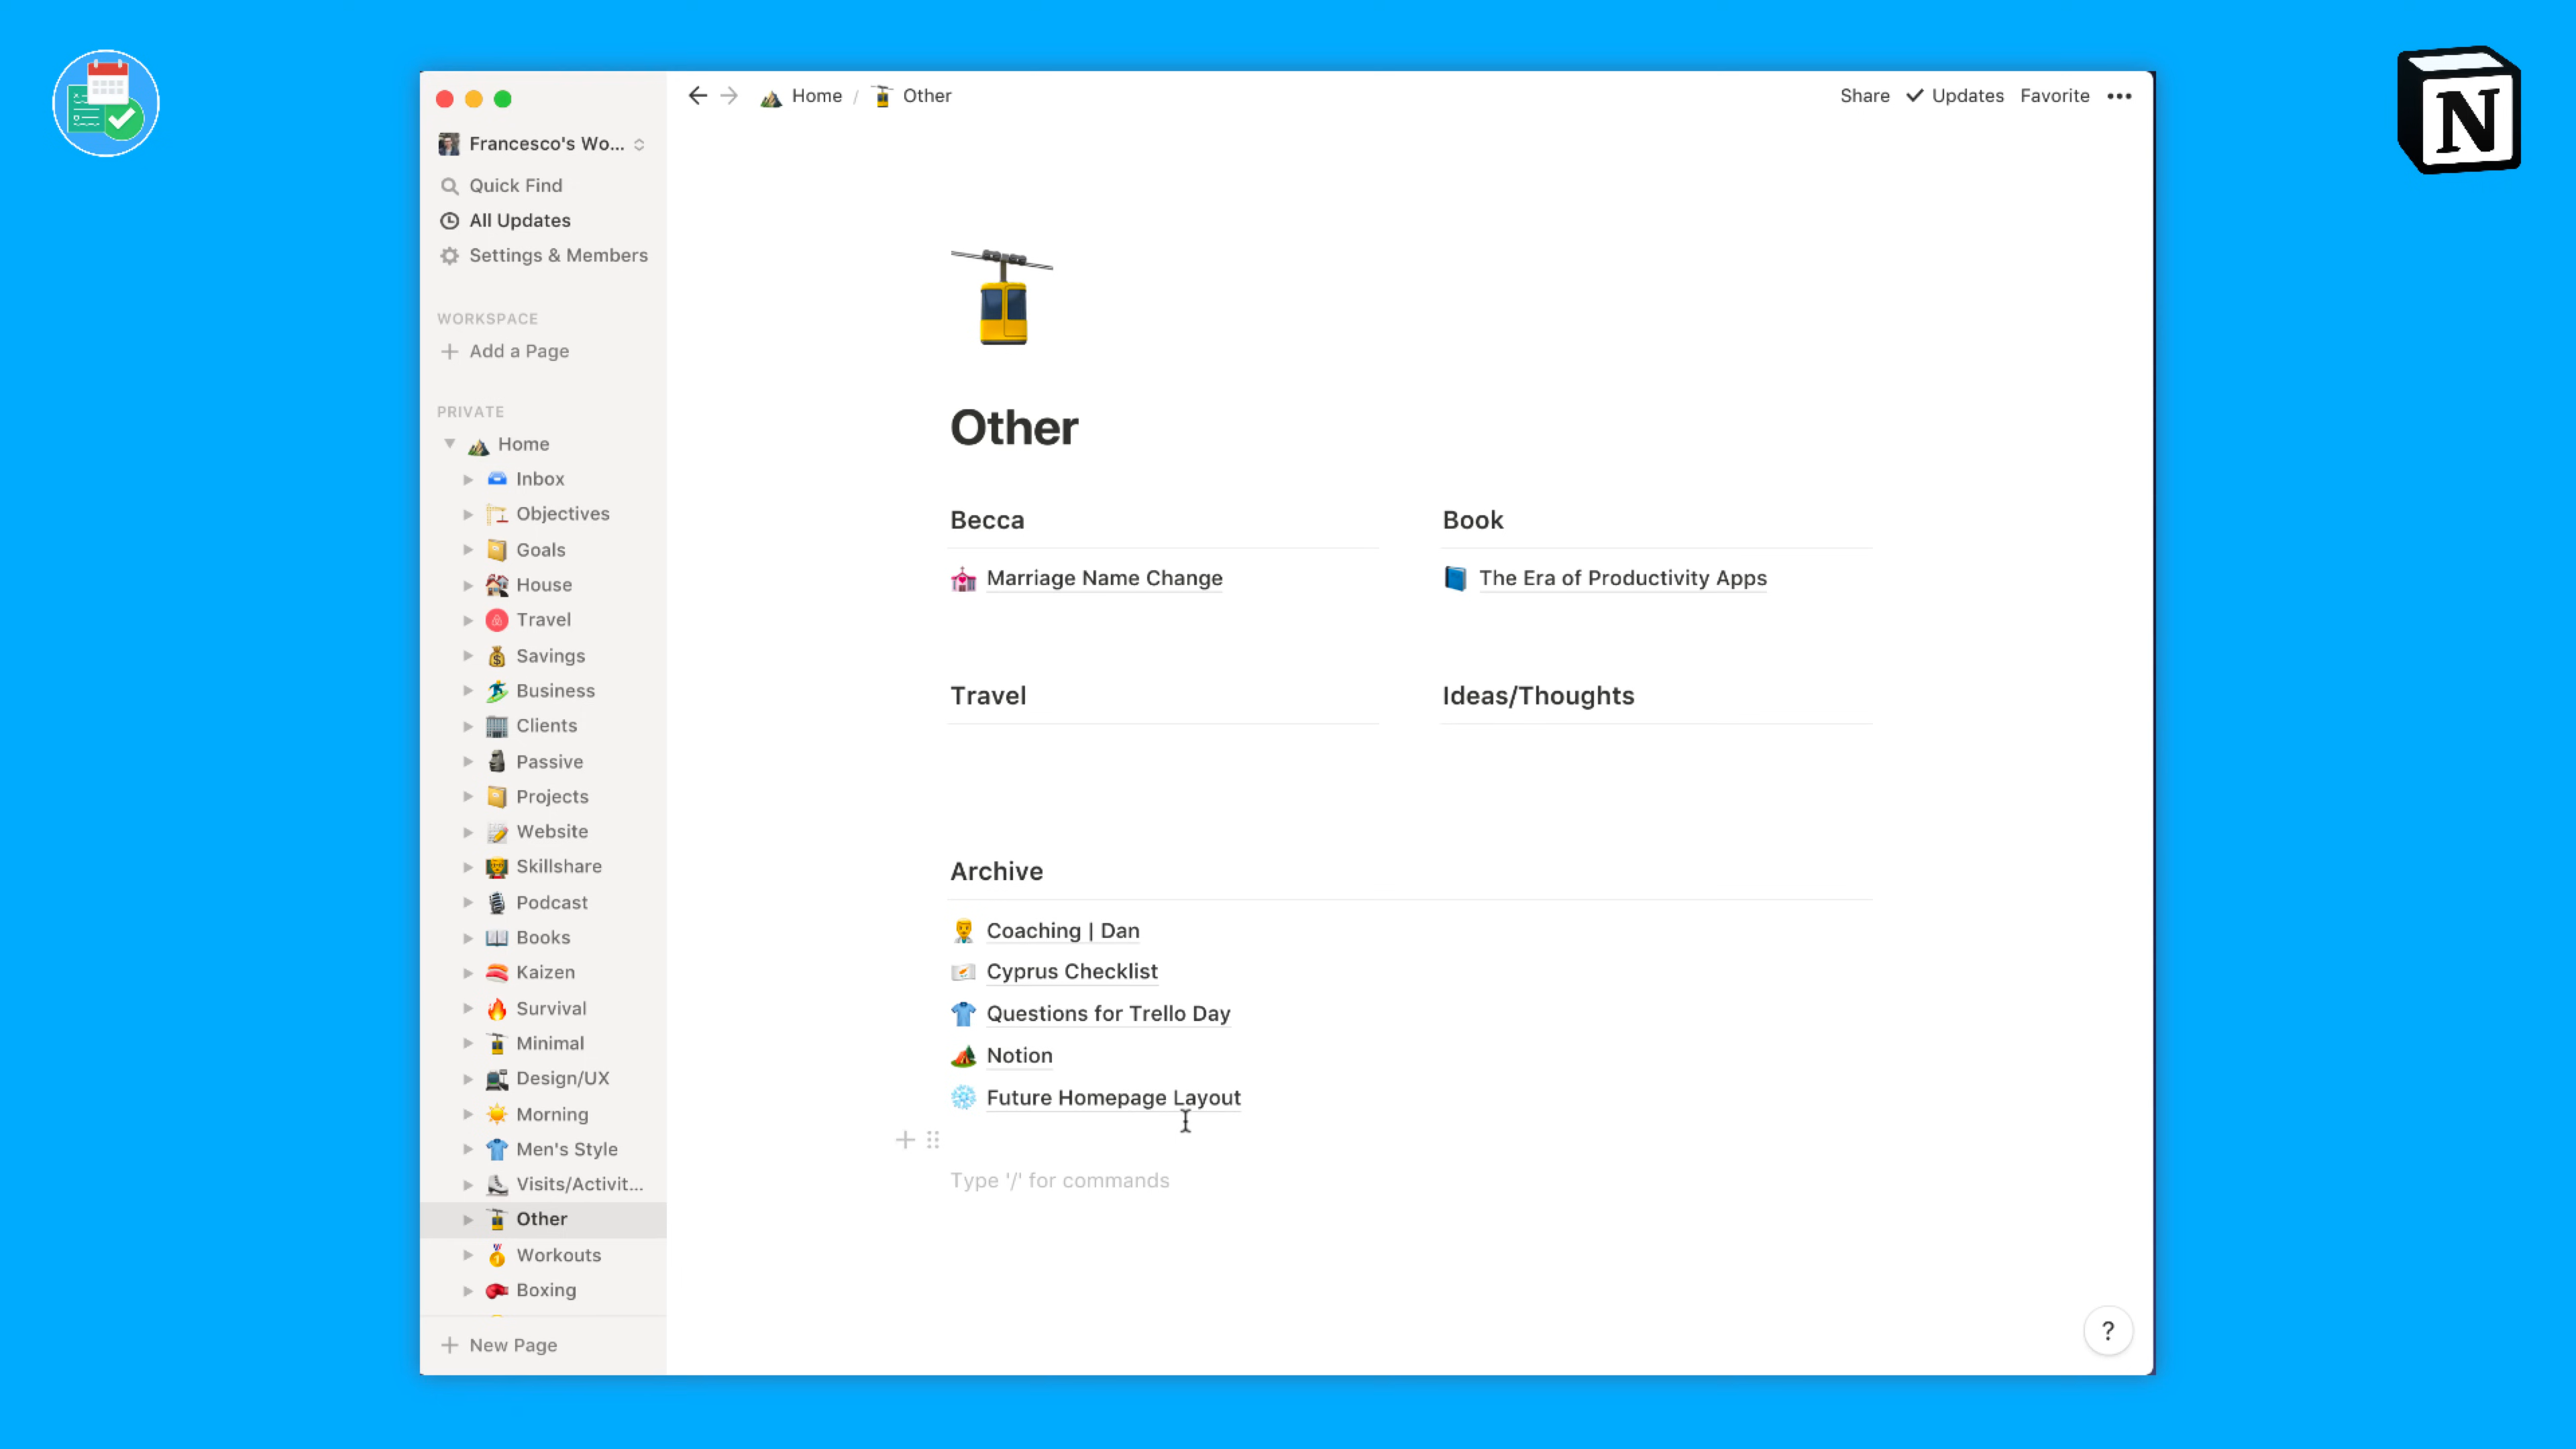 Home / Other
Share Updates Favorite
N
Francesco's Wo...
Quick Find
All Updates
Settings & Members
WORKSPACE
Add a Page
PRIVATE
Home
Inbox
Objectives
Goals
House
Travel
Savings
Business
Clients
Passive
Projects
Website
Skillshare
Podcast
Books
Kaizen
Survival
Minimal
Design/UX
Morning
Men's Style
Visits/Activit...
Other
Workouts
Boxing
New Page
Other
Becca
Marriage Name Change
Book
The Era of Productivity Apps
Travel
Ideas/Thoughts
Archive
Coaching | Dan
Cyprus Checklist
Questions for Trello Day
Notion
Future Homepage Layout
Type '/' for commands
?